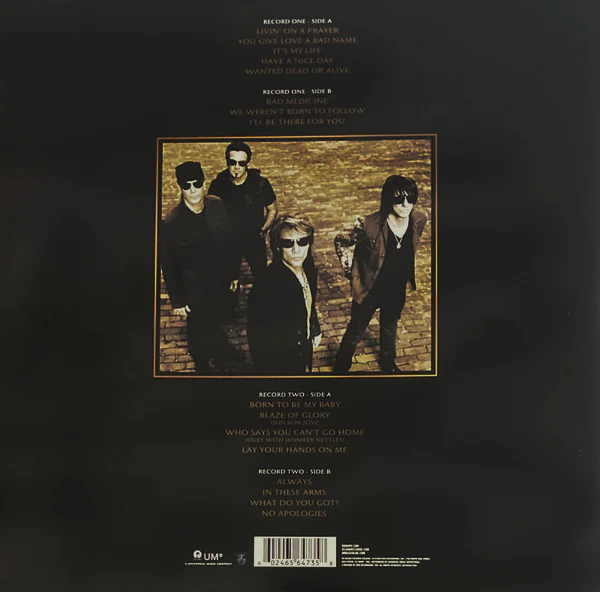 RECORD ONE - SIDE A
LIVIN' ON A PRAYER
YOU GIVE LOVE A BAD NAME
IT'S MY LIFE
HAVE A NICE DAY
WANTED DEAD OR ALIVE
RECORD ONE - SIDE B
BAD MEDICINE
WE WEREN'T BORN TO FOLLOW
I'LL BE THERE FOR YOU
RECORD TWO - SIDE A
BORN TO BE MY BABY
BLAZE OF GLORY
(JON BON JOVI)
WHO SAYS YOU CAN'T GO HOME
(DUET WITH JENNIFER NETTLES)
LAY YOUR HANDS ON ME
RECORD TWO - SIDE B
ALWAYS
IN THESE ARMS
WHAT DO YOU GOT?
NO APOLOGIES
UMe
A UNIVERSAL MUSIC COMPANY
6 02465 64735 8